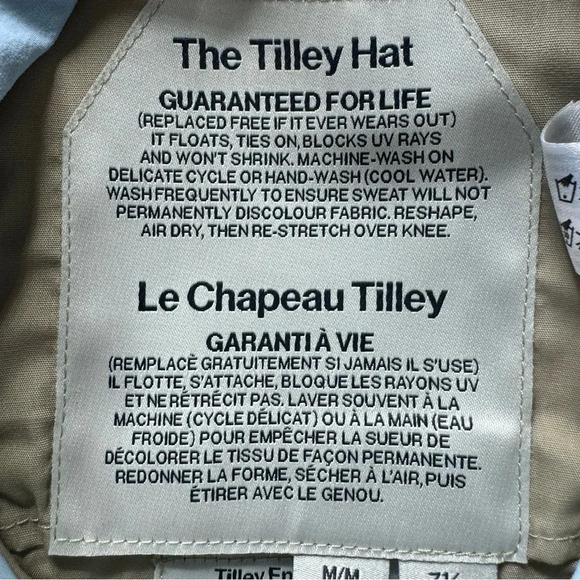 The Tilley Hat
GUARANTEED FOR LIFE
(REPLACED FREE IF IT EVER WEARS OUT)
IT FLOATS, TIES ON, BLOCKS UV RAYS
AND WON'T SHRINK. MACHINE-WASH ON
DELICATE CYCLE OR HAND-WASH (COOL WATER).
WASH FREQUENTLY TO ENSURE SWEAT WILL NOT
PERMANENTLY DISCOLOUR FABRIC. RESHAPE,
AIR DRY, THEN RE-STRETCH OVER KNEE.
Le Chapeau Tilley
GARANTI À VIE
(REMPLACÈ GRATUITEMENT SI JAMAIS IL S'USE)
IL FLOTTE, S'ATTACHE, BLOQUE LES RAYONS UV
ET NE RÉTRÉCIT PAS. LAVER SOUVENT À LA
MACHINE (CYCLE DÉLICAT) OU À LA MAIN (EAU
FROIDE) POUR EMPÊCHER LA SUEUR DE
DÉCOLORER LE TISSU DE FAÇON PERMANENTE.
REDONNER LA FORME, SÉCHER À L'AIR, PUIS
ÉTIRER AVEC LE GENOU.
Tilley En
M/M